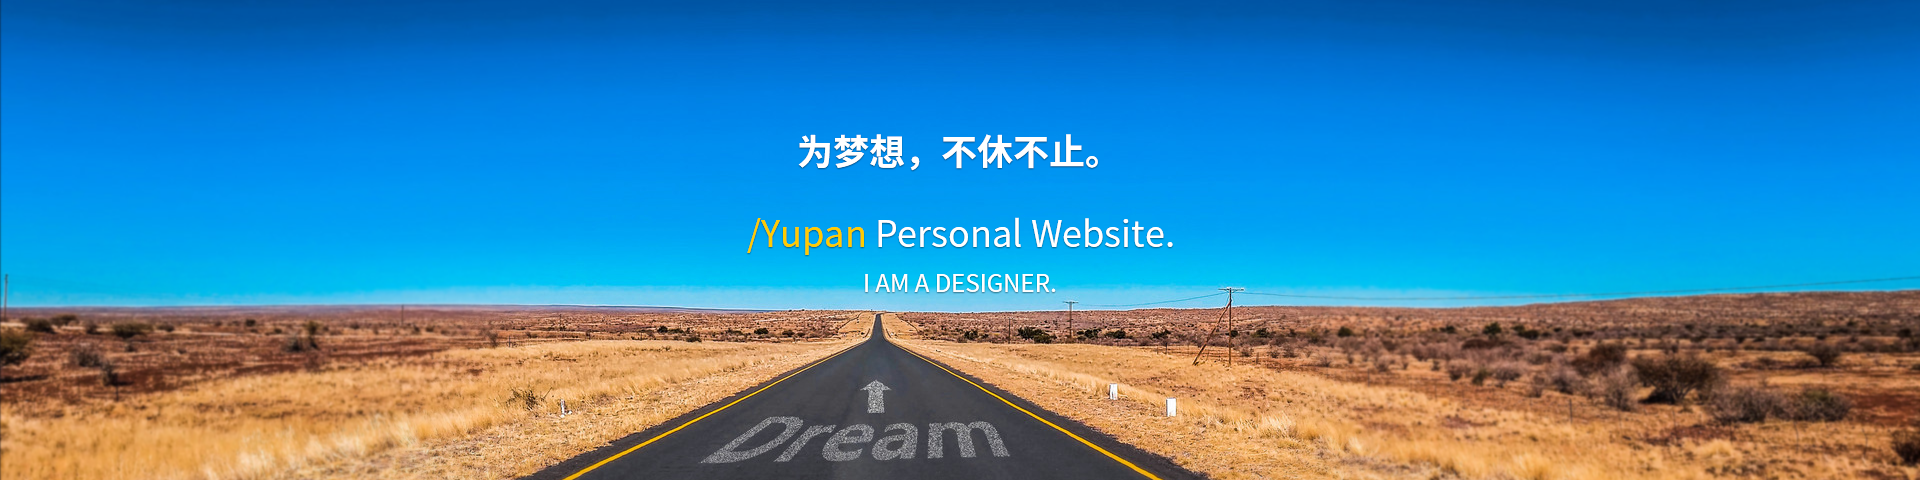 为梦想，不休不止。
/Yupan Personal Website.
I AM A DESIGNER.
Dream